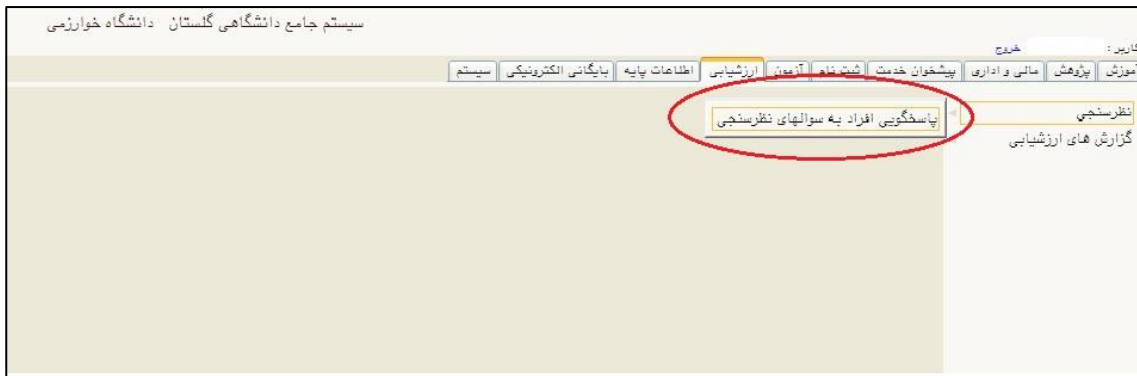 سیستم جامع دانشگاهی گلستان دانشگاه خوارزمی
کاربر : خروج
آموزش پژوهش مالی و اداری پیشخوان خدمت ثبت نام آزمون ارزشیابی اطلاعات پایه بایگانی الکترونیکی سیستم
نظرسنجي
پاسخگویی افراد به سوالهای نظرسنجی
گزارش های ارزشیابی